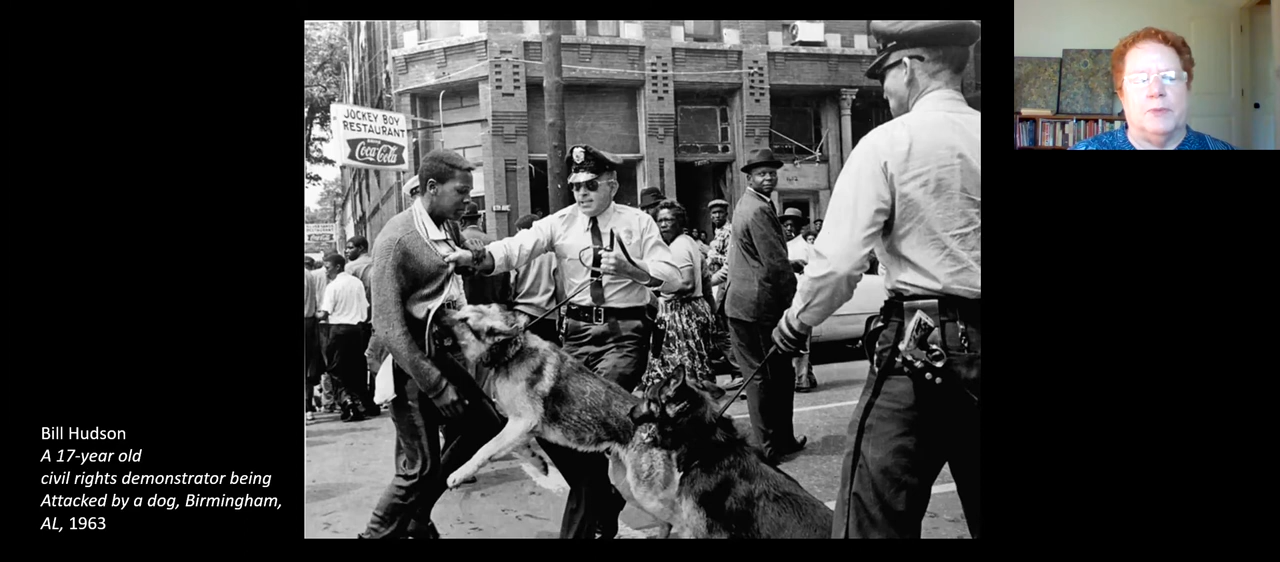 JOCKEY BOY
RESTAURANT
Coca-Cola
Bill Hudson
A 17-year old
civil rights demonstrator being
Attacked by a dog, Birmingham,
AL, 1963